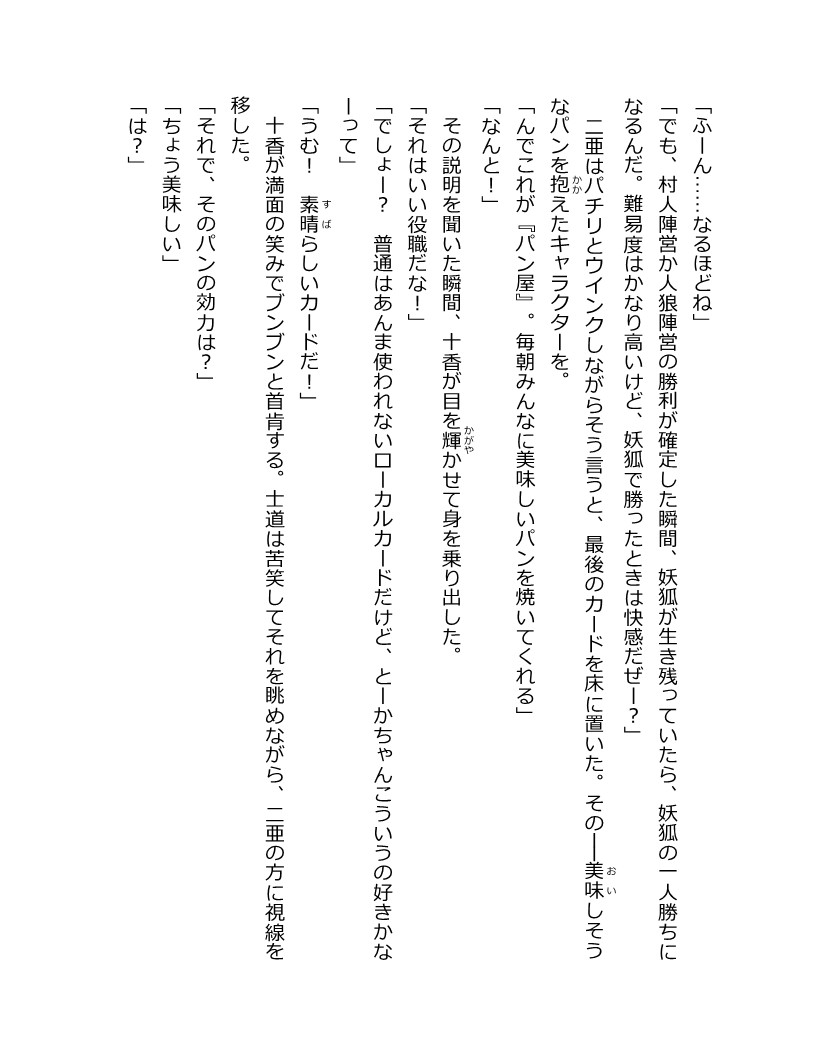 「ふーん……なるほどね」
「でも、村人陣営か人狼陣営の勝利が確定した瞬間、妖狐が生き残っていたら、妖狐の一人勝ちに
なるんだ。難易度はかなり高いけど、妖狐で勝ったときは快感だぜー？」
　二亜はパチリとウインクしながらそう言うと、最後のカードを床に置いた。その──美味しそう
なパンを抱えたキャラクターを。
「んでこれが『パン屋』。毎朝みんなに美味しいパンを焼いてくれる」
「なんと！」
　その説明を聞いた瞬間、十香が目を輝かせて身を乗り出した。
「それはいい役職だな！」
「でしょー？　普通はあんま使われないローカルカードだけど、とーかちゃんこういうの好きかな
ーって」
「うむ！　素晴らしいカードだ！」
　十香が満面の笑みでブンブンと首肯する。士道は苦笑してそれを眺めながら、二亜の方に視線を
移した。
「それで、そのパンの効力は？」
「ちょう美味しい」
「は？」